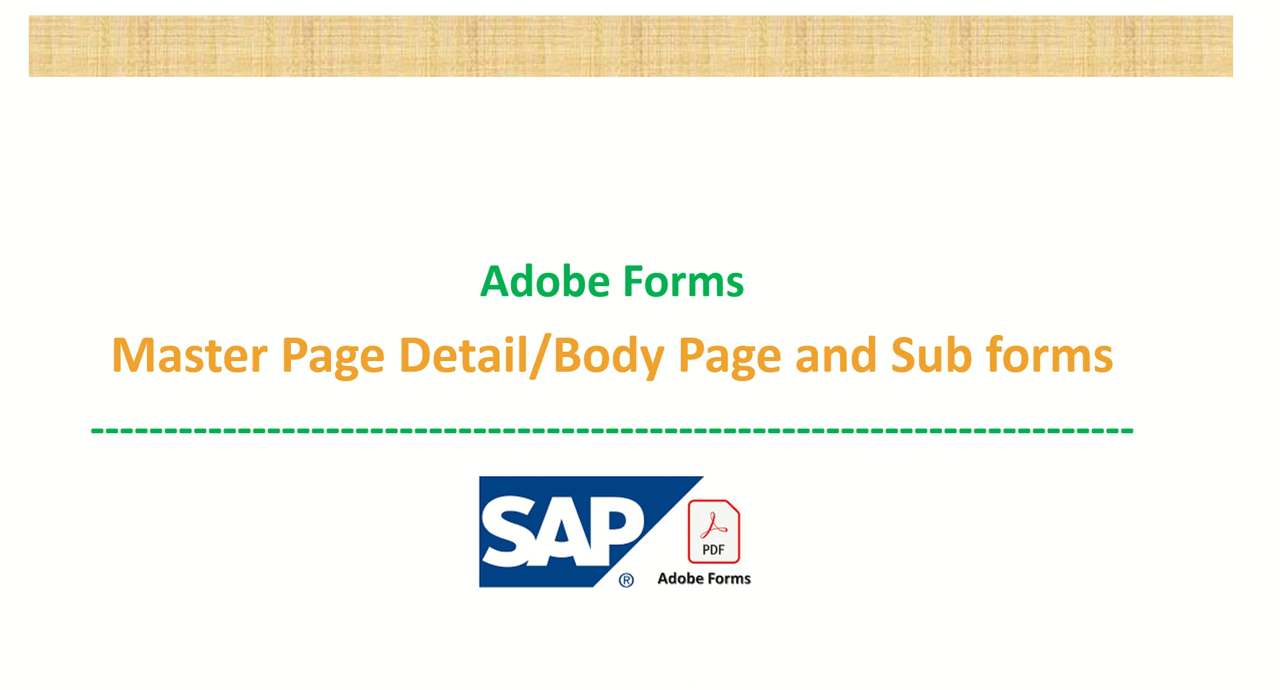 Adobe Forms
Master Page Detail/Body Page and Sub forms
-----------------------------------------------------------------------
SAP
®
PDF
Adobe Forms